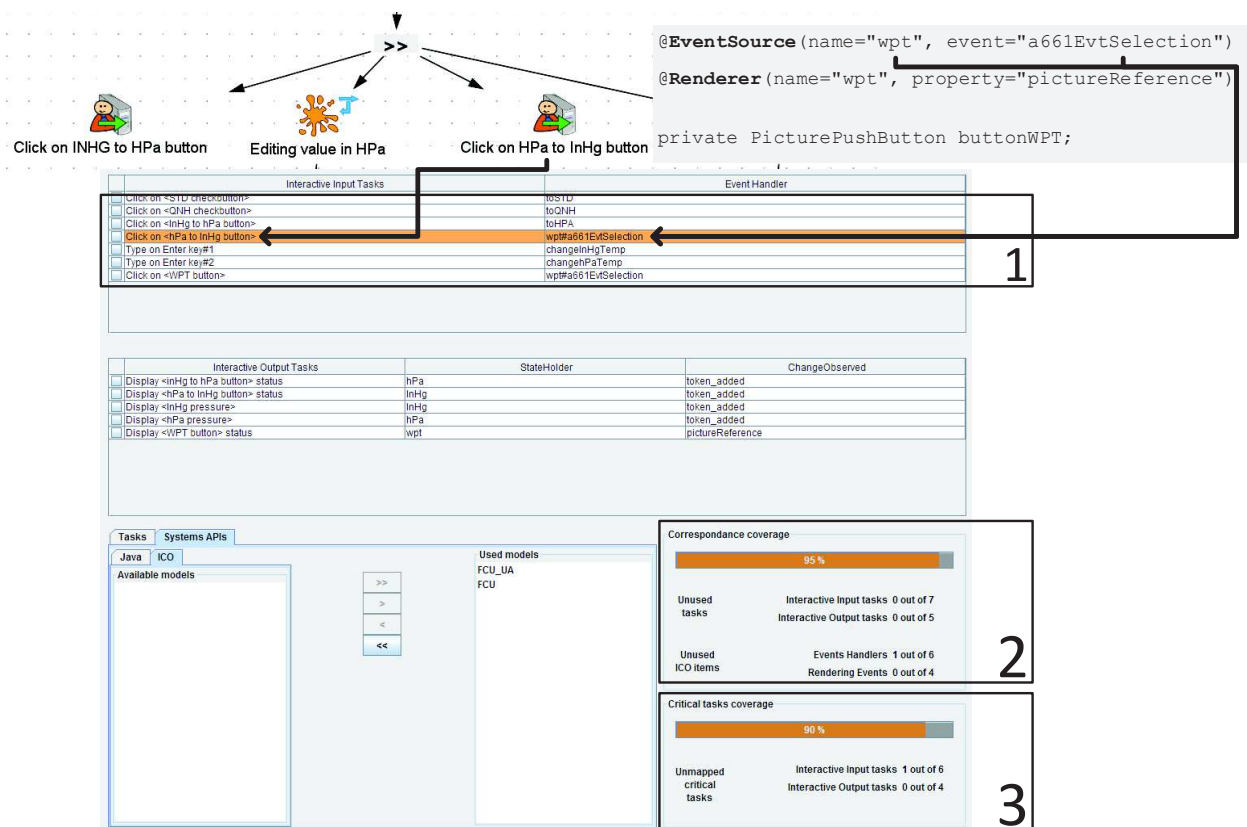 >>
@EventSource(name="wpt", event="a661EvtSelection")
@Renderer(name="wpt", property="pictureReference")
private PicturePushButton buttonWPT;
Click on INHG to HPa button
Editing value in HPa
Click on HPa to InHg button
Interactive Input Tasks Event Handler
Click on <STD checkbutton> toSTD
Click on <QNH checkbutton> toQNH
Click on <InHg to hPa button> toHPA
Click on <hPa to InHg button> wpt#a661EvtSelection
Type on Enter key#1 changeInHgTemp
Type on Enter key#2 changehPaTemp
Click on <WPT button> wpt#a661EvtSelection
1
Interactive Output Tasks StateHolder ChangeObserved
Display <inHg to hPa button> status hPa token_added
Display <hPa to InHg button> status InHg token_added
Display <InHg pressure> InHg token_added
Display <hPa pressure> hPa token_added
Display <WPT button> status wpt pictureReference
Tasks Systems APIs
Java ICO
Available models
>>
>
<
<<
Used models
FCU_UA
FCU
Correspondance coverage
95 %
Unused tasks
Interactive Input tasks 0 out of 7
Interactive Output tasks 0 out of 5
Unused ICO items
Events Handlers 1 out of 6
Rendering Events 0 out of 4
2
Critical tasks coverage
90 %
Unmapped critical tasks
Interactive Input tasks 1 out of 6
Interactive Output tasks 0 out of 4
3